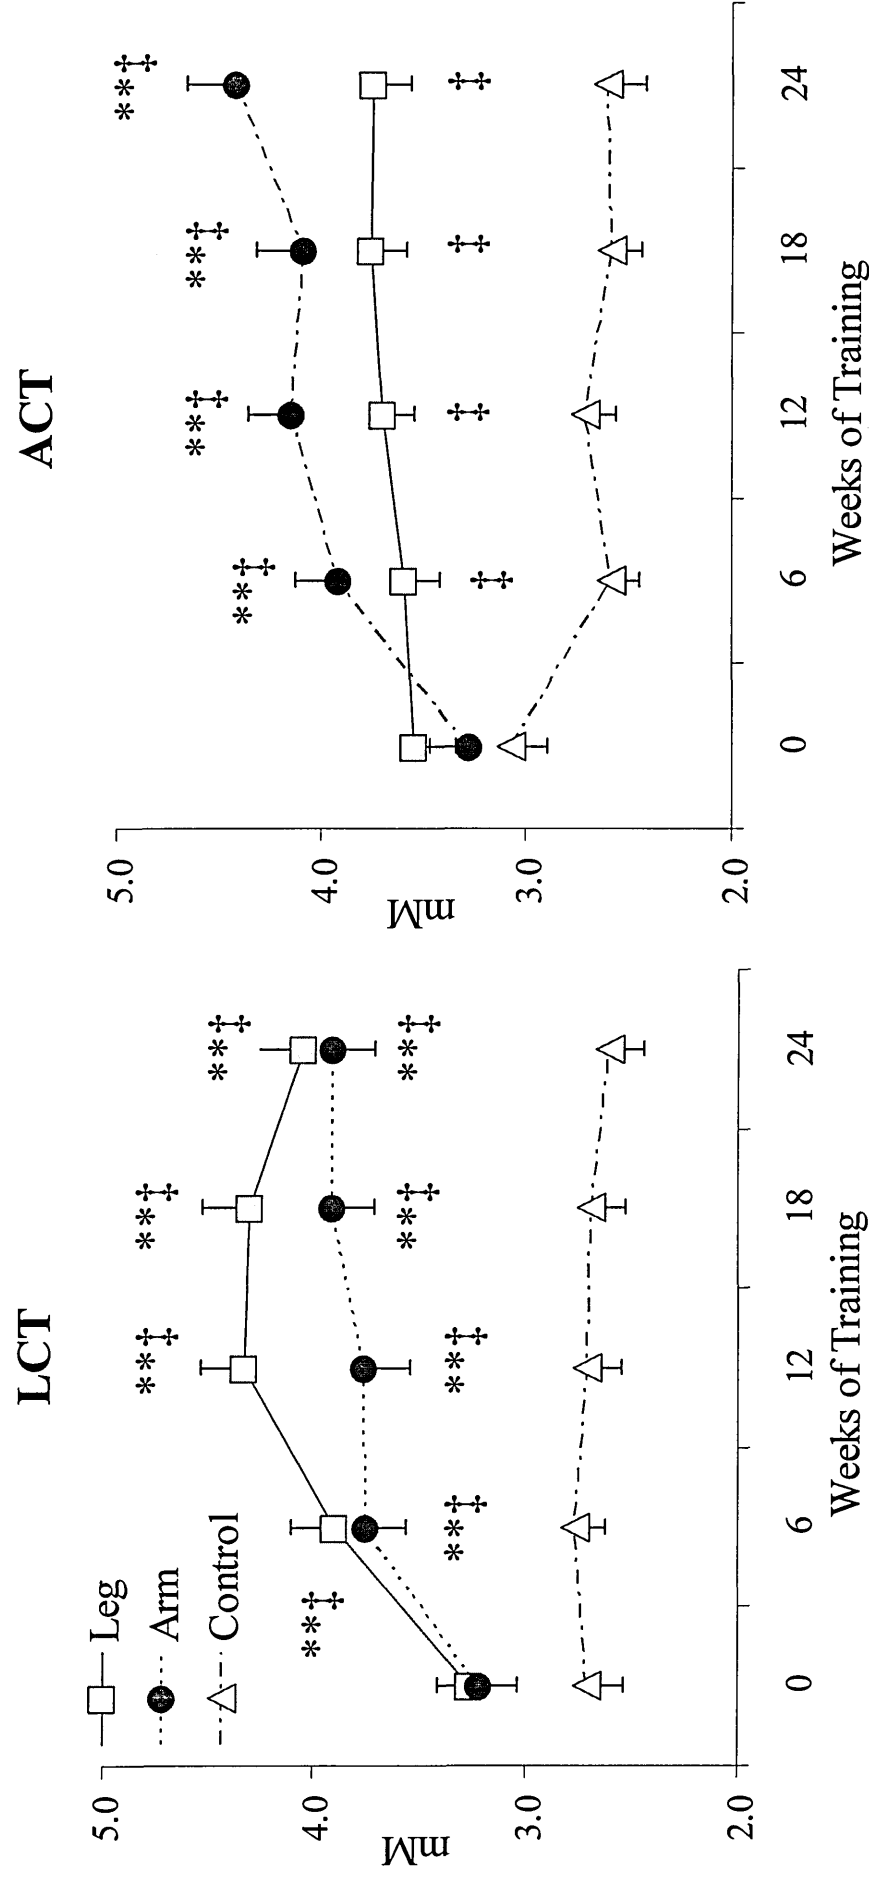 LCT
Leg
Arm
Control
**‡
**‡
**‡
**‡
**‡
**‡
**‡
**‡
5.0
4.0
3.0
2.0
mM
0 6 12 18 24
Weeks of Training
ACT
**‡
**‡
**‡
**‡
‡
‡
‡
‡
5.0
4.0
3.0
2.0
mM
0 6 12 18 24
Weeks of Training